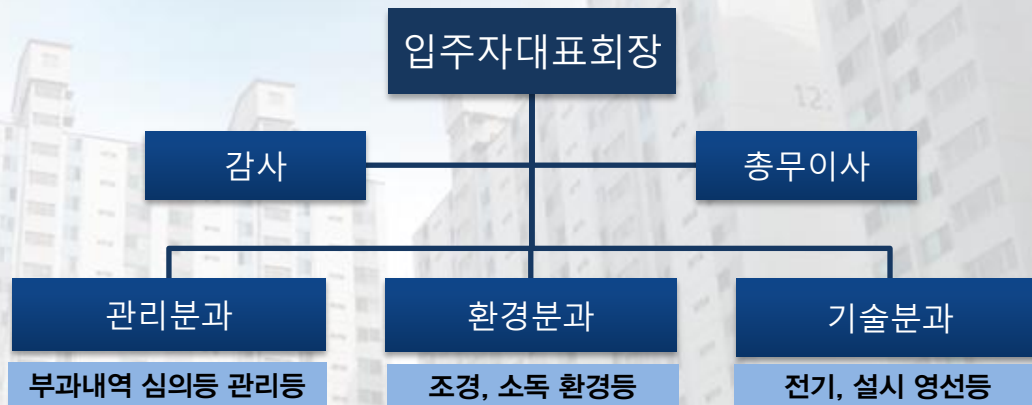 입주자대표회장
감사
총무이사
관리분과
환경분과
기술분과
부과내역 심의등 관리등
조경, 소독 환경등
전기, 설시 영선등